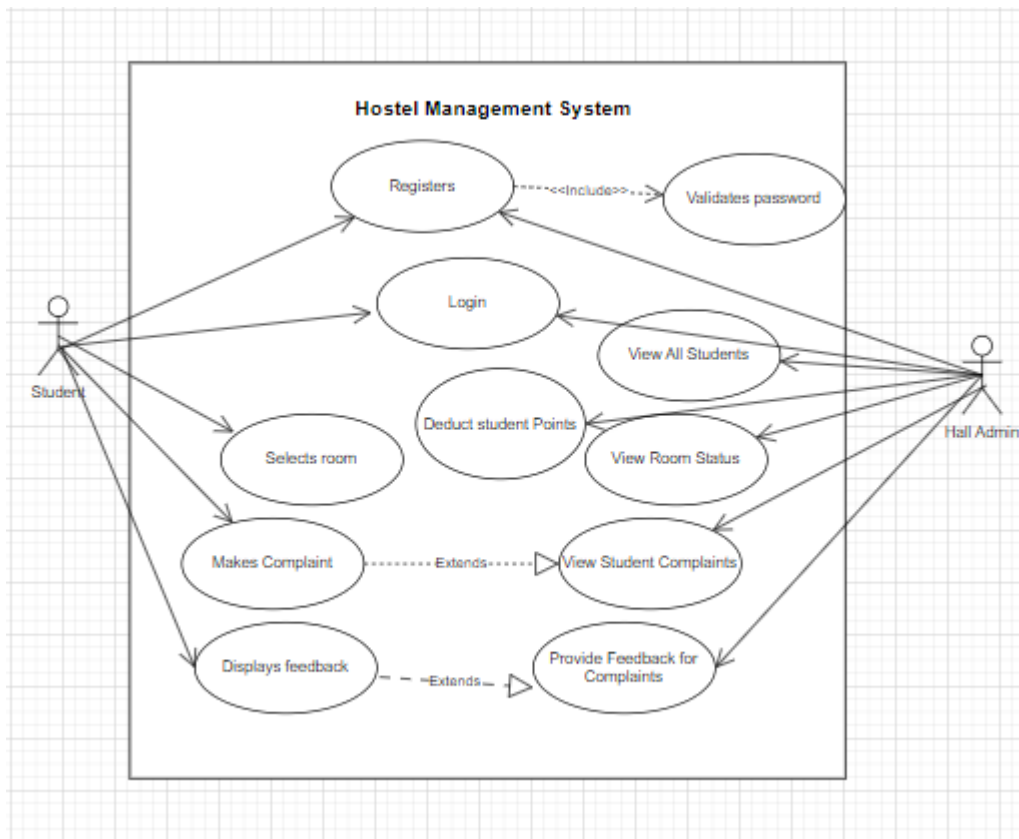 Hostel Management System
Registers
<<Include>>
Validates password
Login
View All Students
Student
Deduct student Points
Hall Admin
Selects room
View Room Status
Makes Complaint
Extends
View Student Complaints
Displays feedback
Extends
Provide Feedback for
Complaints